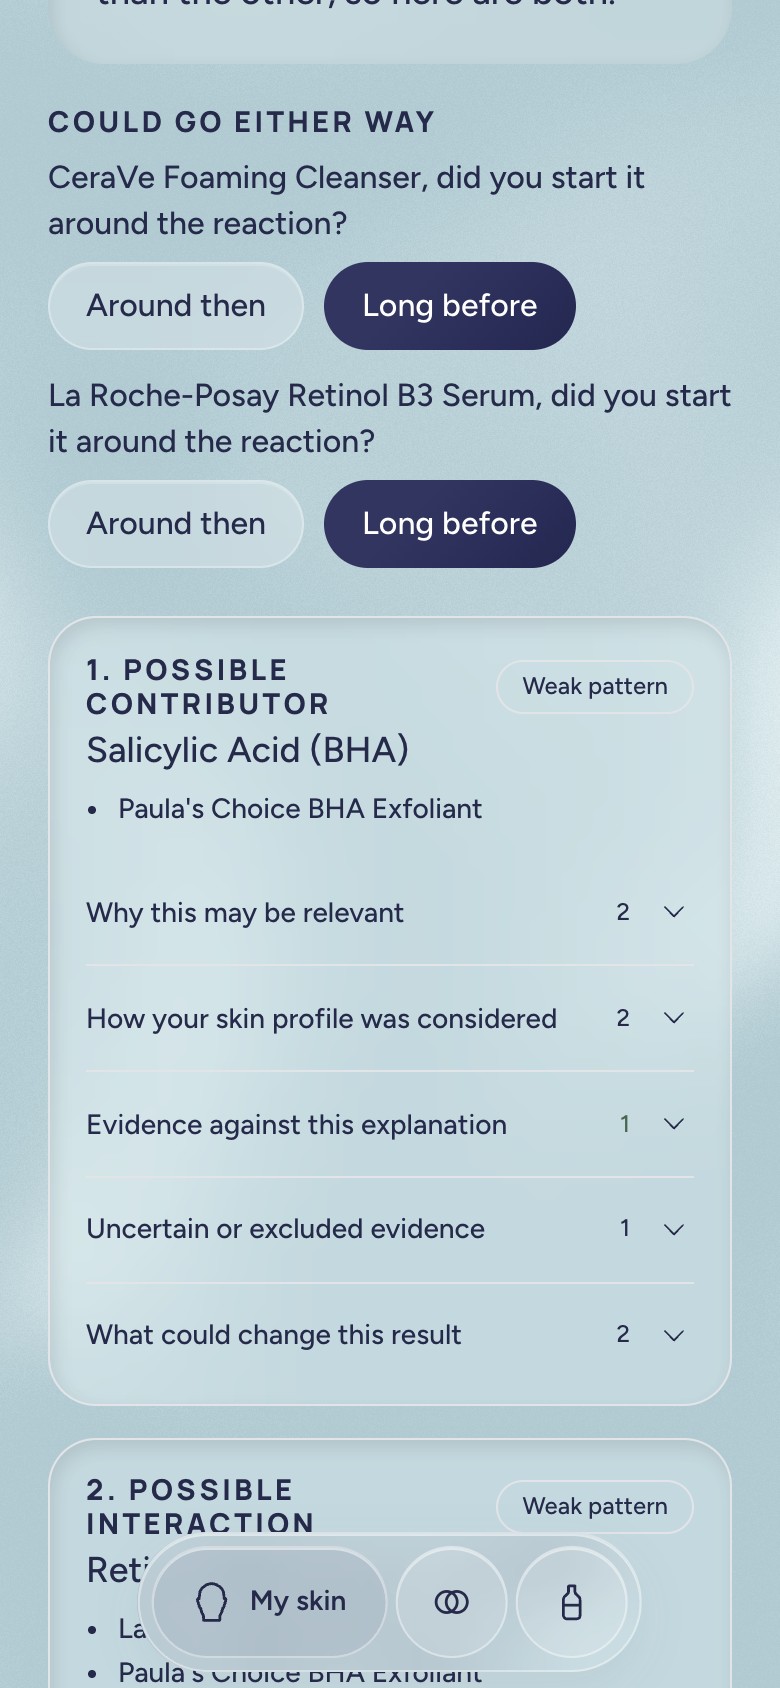 COULD GO EITHER WAY
CeraVe Foaming Cleanser, did you start it
around the reaction?
Around then
Long before
La Roche-Posay Retinol B3 Serum, did you start
it around the reaction?
Around then
Long before
1. POSSIBLE
CONTRIBUTOR
Weak pattern
Salicylic Acid (BHA)
• Paula's Choice BHA Exfoliant
Why this may be relevant 2
How your skin profile was considered 2
Evidence against this explanation 1
Uncertain or excluded evidence 1
What could change this result 2
2. POSSIBLE
INTERACTION
Weak pattern
• Paula's Choice BHA Exfoliant
My skin